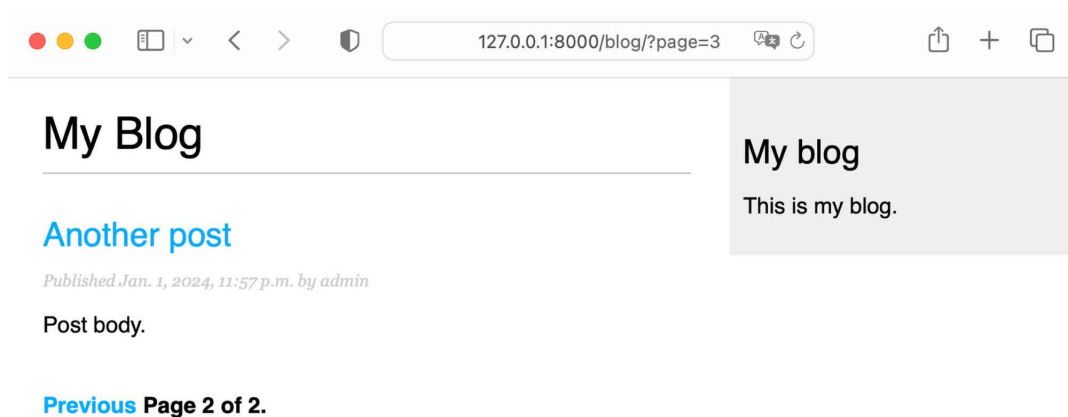 127.0.0.1:8000/blog/?page=3
My Blog
Another post
Published Jan. 1, 2024, 11:57 p.m. by admin
Post body.
Previous Page 2 of 2.
My blog
This is my blog.